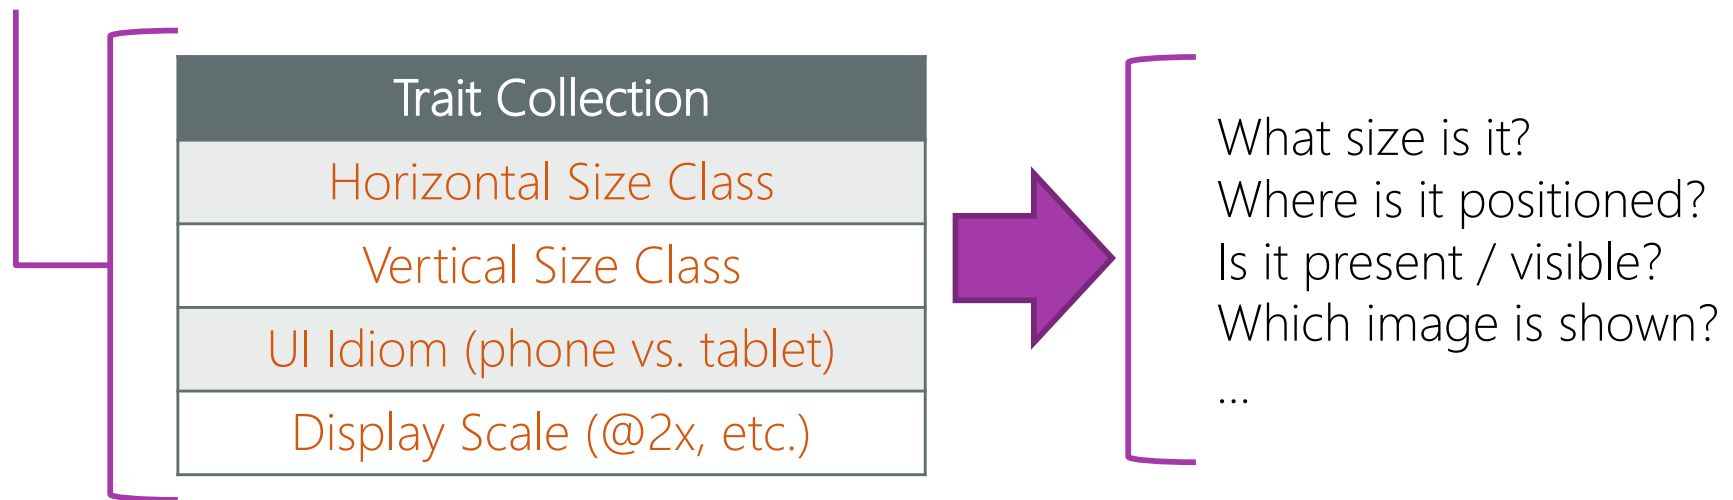 Trait Collection
Horizontal Size Class
Vertical Size Class
UI Idiom (phone vs. tablet)
Display Scale (@2x, etc.)
What size is it?
Where is it positioned?
Is it present / visible?
Which image is shown?
...